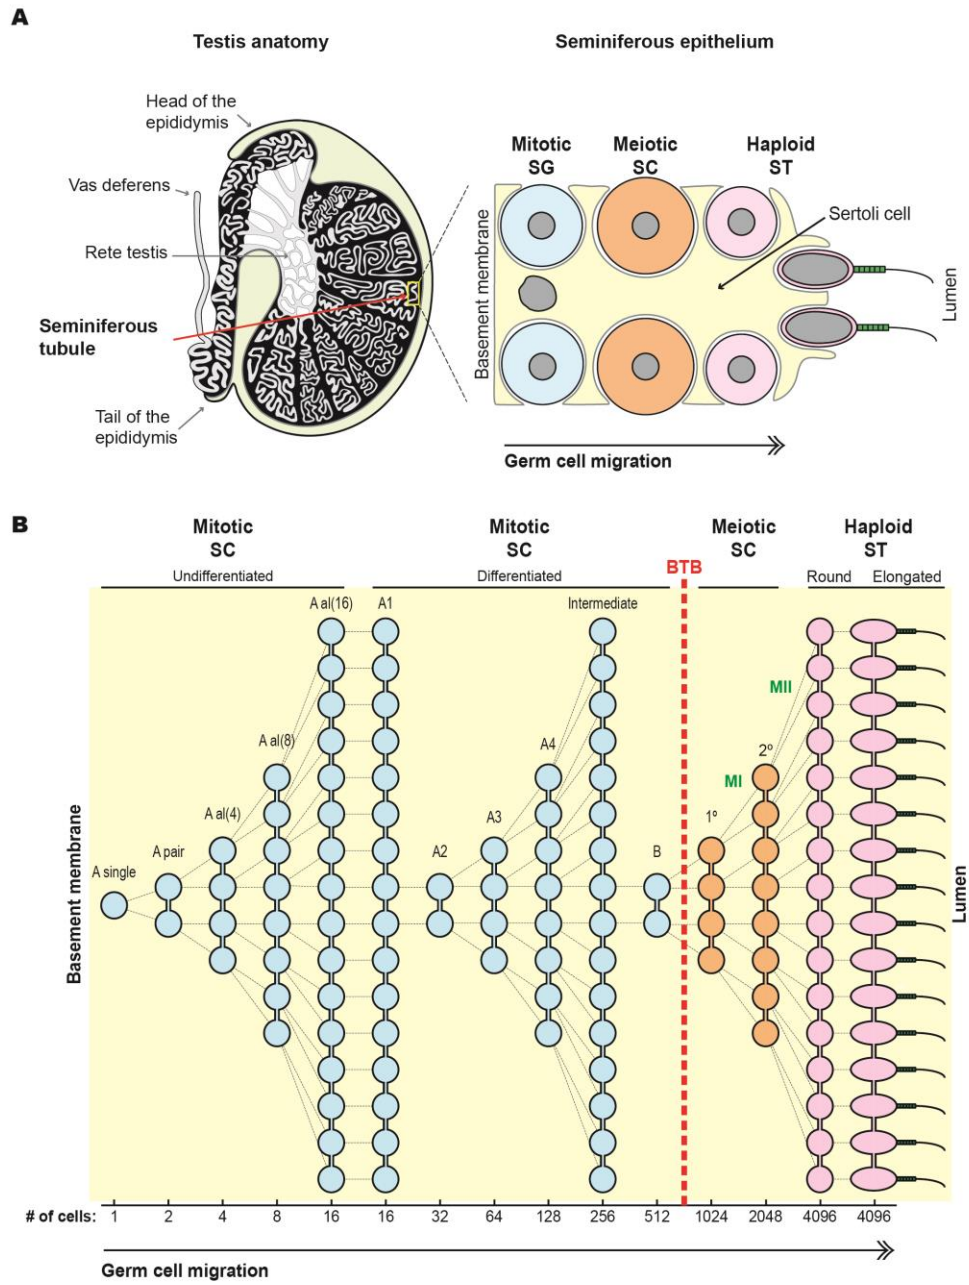 A
Testis anatomy
Seminiferous epithelium
Head of the
epididymis
Vas deferens
Rete testis
Seminiferous
tubule
Tail of the
epididymis
Mitotic
SG
Meiotic
SC
Haploid
ST
Sertoli cell
Basement membrane
Lumen
Germ cell migration
B
Mitotic
SC
Mitotic
SC
Meiotic
SC
Haploid
ST
Undifferentiated
Differentiated
BTB
Round
Elongated
A al(16)
A1
Intermediate
A al(8)
A4
MII
2º
MI
A al(4)
A3
1º
A pair
A2
B
A single
Basement membrane
Lumen
# of cells: 1 2 4 8 16 16 32 64 128 256 512 1024 2048 4096 4096
Germ cell migration